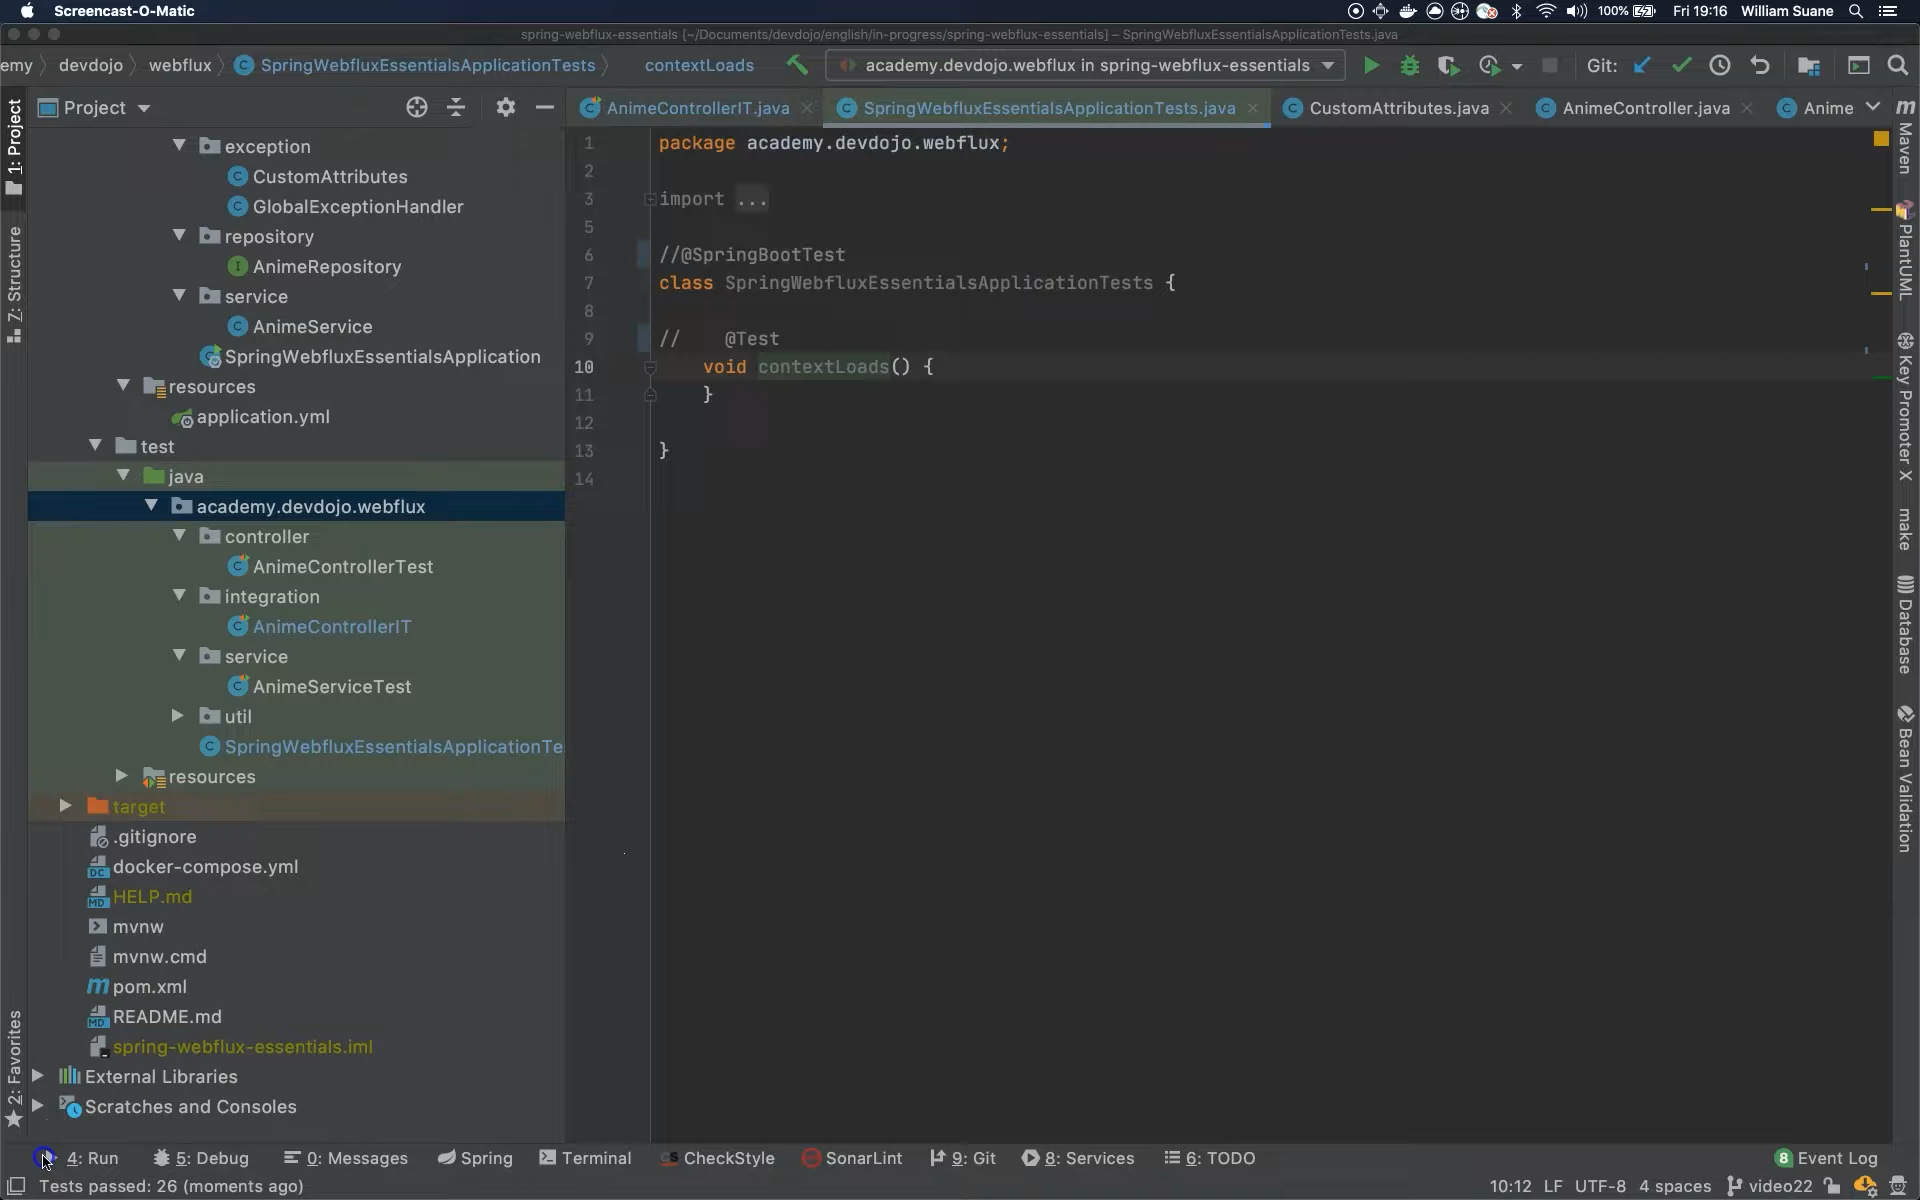 Screencast-O-Matic
100%
Fri 19:16
William Suane
spring-webflux-essentials [~/Documents/devdojo/english/in-progress/spring-webflux-essentials] – SpringWebfluxEssentialsApplicationTests.java
emy
devdojo
webflux
SpringWebfluxEssentialsApplicationTests
contextLoads
academy.devdojo.webflux in spring-webflux-essentials
Git:
Project
AnimeControllerIT.java
SpringWebfluxEssentialsApplicationTests.java
CustomAttributes.java
AnimeController.java
Anime
1: Project
7: Structure
2: Favorites
exception
CustomAttributes
GlobalExceptionHandler
repository
AnimeRepository
service
AnimeService
SpringWebfluxEssentialsApplication
resources
application.yml
test
java
academy.devdojo.webflux
controller
AnimeControllerTest
integration
AnimeControllerIT
service
AnimeServiceTest
util
SpringWebfluxEssentialsApplicationTe
resources
target
.gitignore
docker-compose.yml
HELP.md
mvnw
mvnw.cmd
pom.xml
README.md
spring-webflux-essentials.iml
External Libraries
Scratches and Consoles
1 package academy.devdojo.webflux;
2
3 import ...
5
6 //@SpringBootTest
7 class SpringWebfluxEssentialsApplicationTests {
8
9 // @Test
10 void contextLoads() {
11 }
12
13 }
14
Maven
PlantUML
Key Promoter X
make
Database
Bean Validation
4: Run
5: Debug
0: Messages
Spring
Terminal
CheckStyle
SonarLint
9: Git
8: Services
6: TODO
8 Event Log
Tests passed: 26 (moments ago)
10:12 LF UTF-8 4 spaces video22